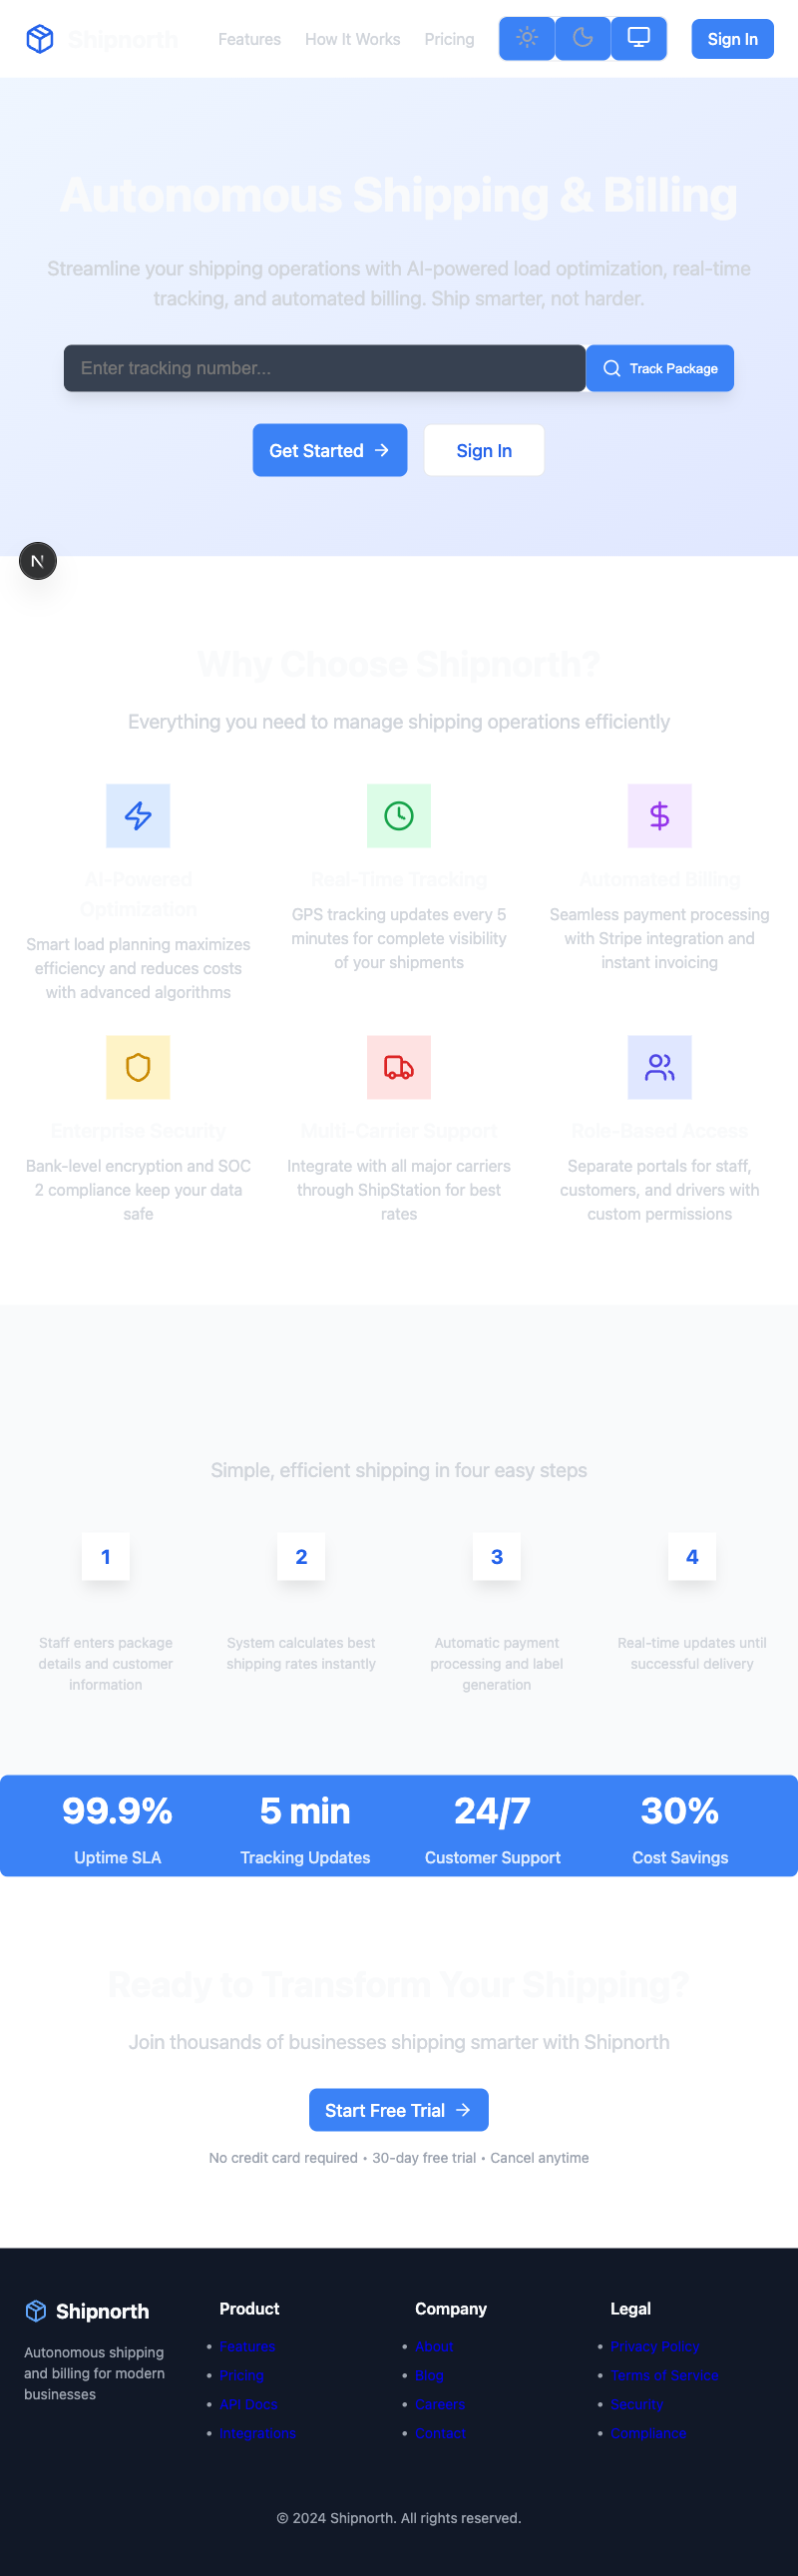 Shipnorth
Features
How It Works
Pricing
Sign In
Autonomous Shipping & Billing
Streamline your shipping operations with AI-powered load optimization, real-time
tracking, and automated billing. Ship smarter, not harder.
Enter tracking number...
Track Package
Get Started
Sign In
N
Why Choose Shipnorth?
Everything you need to manage shipping operations efficiently
AI-Powered
Optimization
Smart load planning maximizes
efficiency and reduces costs
with advanced algorithms
Real-Time Tracking
GPS tracking updates every 5
minutes for complete visibility
of your shipments
Automated Billing
Seamless payment processing
with Stripe integration and
instant invoicing
Enterprise Security
Bank-level encryption and SOC
2 compliance keep your data
safe
Multi-Carrier Support
Integrate with all major carriers
through ShipStation for best
rates
Role-Based Access
Separate portals for staff,
customers, and drivers with
custom permissions
Simple, efficient shipping in four easy steps
1
Staff enters package
details and customer
information
2
System calculates best
shipping rates instantly
3
Automatic payment
processing and label
generation
4
Real-time updates until
successful delivery
99.9%
Uptime SLA
5 min
Tracking Updates
24/7
Customer Support
30%
Cost Savings
Ready to Transform Your Shipping?
Join thousands of businesses shipping smarter with Shipnorth
Start Free Trial
No credit card required • 30-day free trial • Cancel anytime
Shipnorth
Autonomous shipping
and billing for modern
businesses
Product
• Features
• Pricing
• API Docs
• Integrations
Company
• About
• Blog
• Careers
• Contact
Legal
• Privacy Policy
• Terms of Service
• Security
• Compliance
© 2024 Shipnorth. All rights reserved.